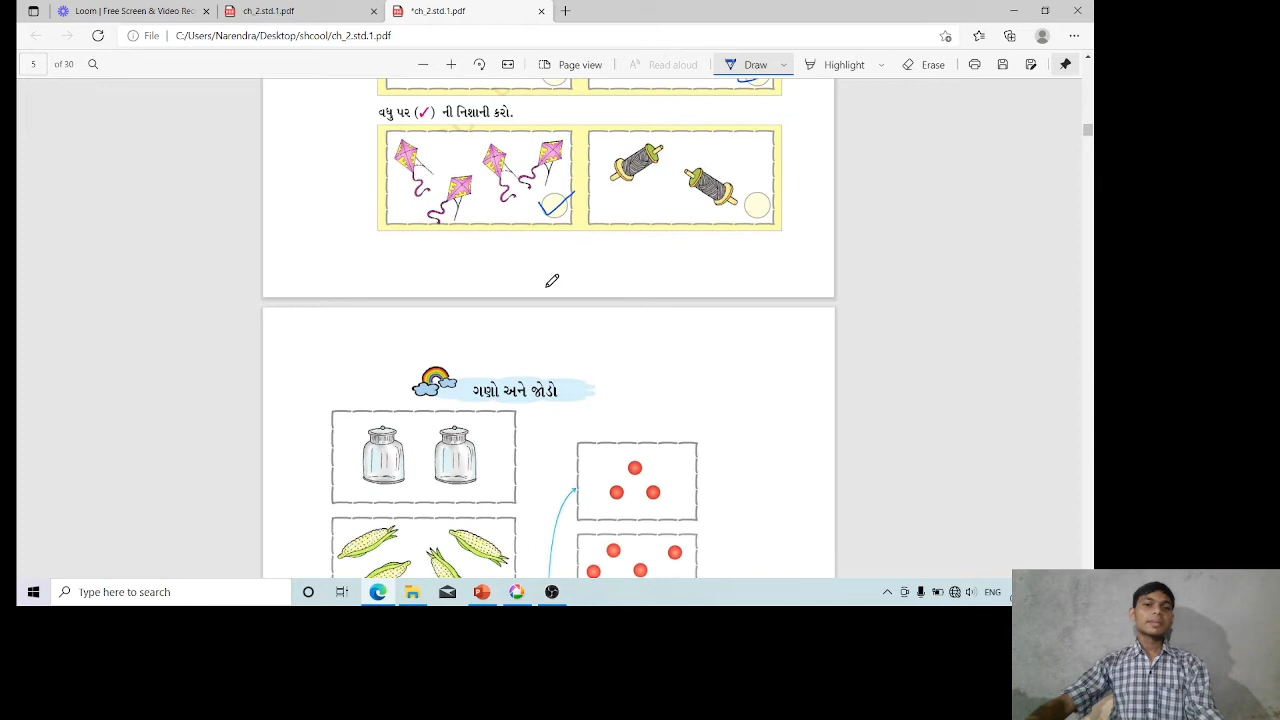 Loom | Free Screen & Video Rec
ch_2.std.1.pdf
*ch_2.std.1.pdf
File
C:/Users/Narendra/Desktop/shcool/ch_2.std.1.pdf
5 of 30
Page view
Read aloud
Draw
Highlight
Erase
વધુ પર (✓) ની નિશાની કરો.
ગણો અને જોડો
Type here to search
ENG